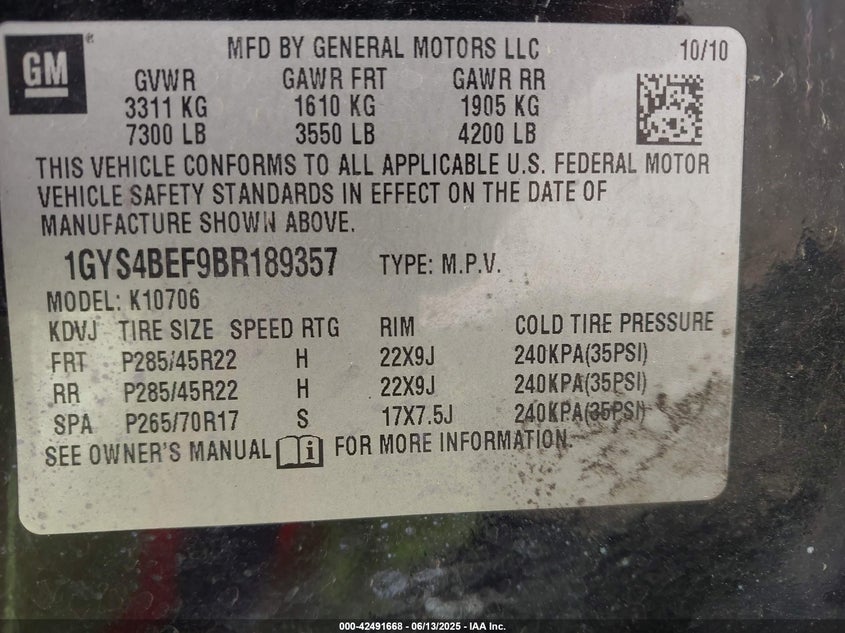 GM
MFD BY GENERAL MOTORS LLC 10/10
GVWR GAWR FRT GAWR RR
3311 KG 1610 KG 1905 KG
7300 LB 3550 LB 4200 LB
THIS VEHICLE CONFORMS TO ALL APPLICABLE U.S. FEDERAL MOTOR
VEHICLE SAFETY STANDARDS IN EFFECT ON THE DATE OF
MANUFACTURE SHOWN ABOVE.
1GYS4BEF9BR189357 TYPE: M.P.V.
MODEL: K10706
KDVJ TIRE SIZE SPEED RTG RIM COLD TIRE PRESSURE
FRT P285/45R22 H 22X9J 240KPA(35PSI)
RR P285/45R22 H 22X9J 240KPA(35PSI)
SPA P265/70R17 S 17X7.5J 240KPA(35PSI)
SEE OWNER'S MANUAL i FOR MORE INFORMATION.
000-42491668 - 06/13/2025 - IAA Inc.